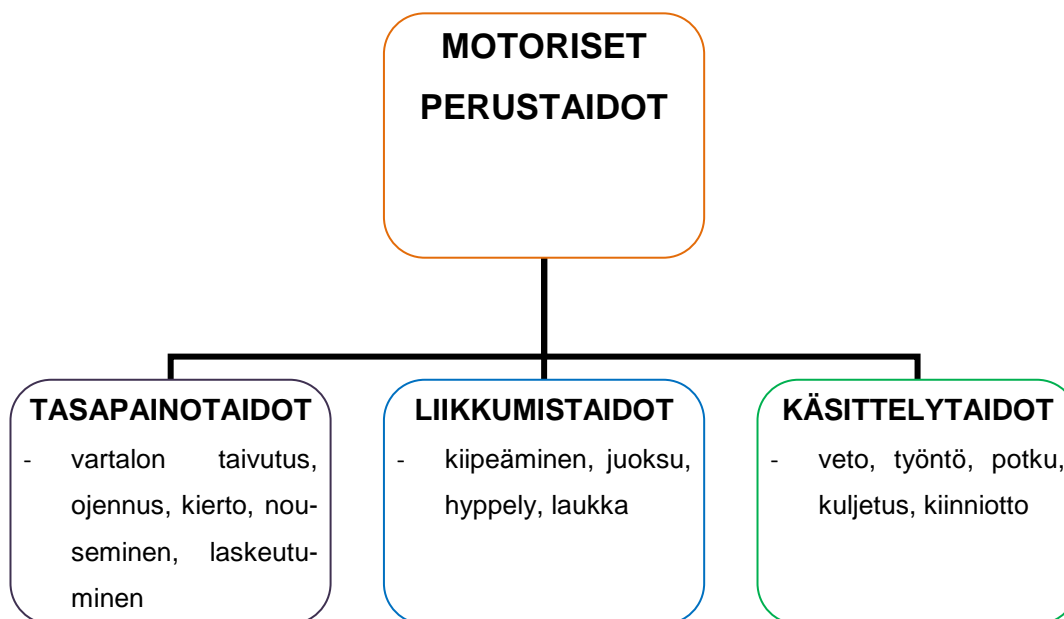 MOTORISET
PERUSTAIDOT
TASAPAINOTAIDOT
- vartalon taivutus,
ojennus, kierto, nou-
seminen, laskeutu-
minen
LIIKKUMISTAIDOT
- kiipeäminen, juoksu,
hyppely, laukka
KÄSITTELYTAIDOT
- veto, työntö, potku,
kuljetus, kiinniotto